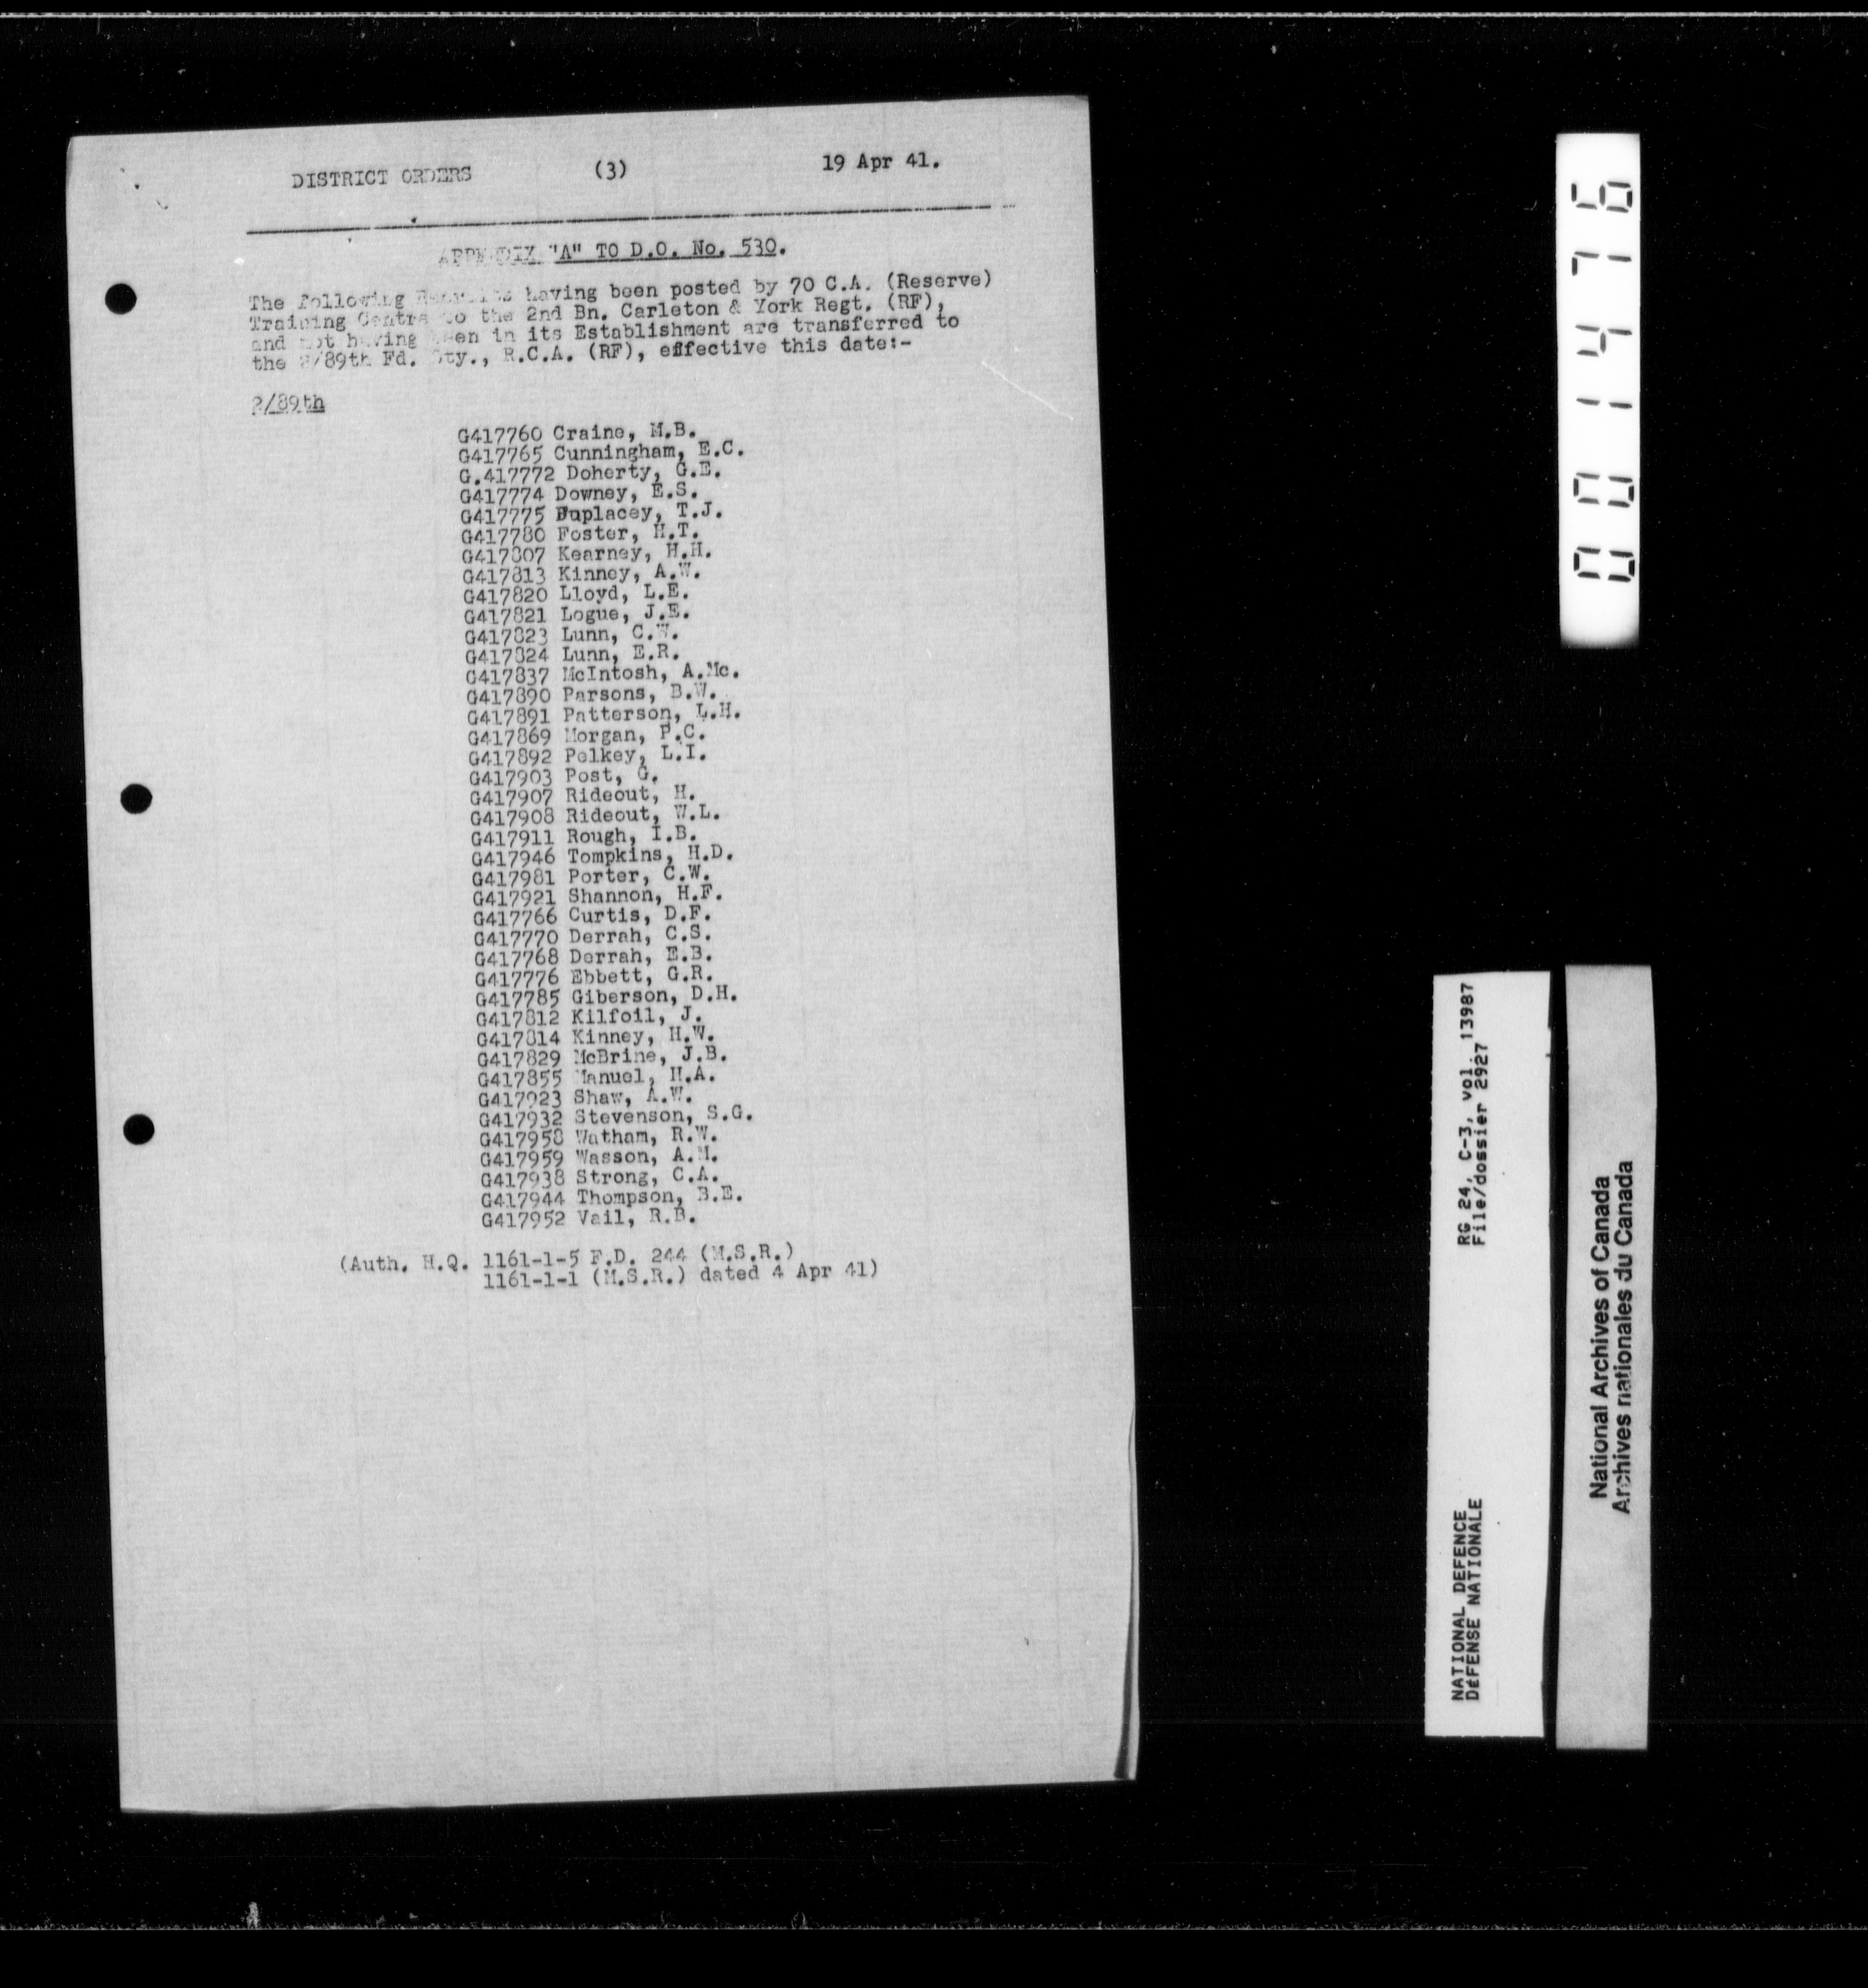 DISTRICT ORDERS (3) 19 Apr 41.
APPENDIX "A" TO D.O. No. 530.
The following Recruits having been posted by 70 C.A. (Reserve)
Training Centre to the 2nd Bn. Carleton & York Regt. (RF),
and not having been in its Establishment are transferred to
the 2/89th Fd. Bty., R.C.A. (RF), effective this date:-
2/89th
G417760 Craine, M.B.
G417765 Cunningham, E.C.
G.417772 Doherty, G.E.
G417774 Downey, E.S.
G417775 Duplacey, T.J.
G417780 Foster, H.T.
G417807 Kearney, H.H.
G417813 Kinney, A.W.
G417820 Lloyd, L.E.
G417821 Logue, J.E.
G417823 Lunn, C.W.
G417824 Lunn, E.R.
G417837 McIntosh, A.Mc.
G417890 Parsons, B.W.
G417891 Patterson, L.H.
G417869 Morgan, P.C.
G417892 Pelkey, L.I.
G417903 Post, G.
G417907 Rideout, H.
G417908 Rideout, W.L.
G417911 Rough, I.B.
G417946 Tompkins, H.D.
G417981 Porter, C.W.
G417921 Shannon, H.F.
G417766 Curtis, D.F.
G417770 Derrah, C.S.
G417768 Derrah, E.B.
G417776 Ebbett, G.R.
G417785 Giberson, D.H.
G417812 Kilfoil, J.
G417814 Kinney, H.W.
G417829 McBrine, J.B.
G417855 Manuel, H.A.
G417923 Shaw, A.W.
G417932 Stevenson, S.G.
G417958 Watham, R.W.
G417959 Wasson, A.M.
G417938 Strong, C.A.
G417944 Thompson, B.E.
G417952 Vail, R.B.
(Auth. H.Q. 1161-1-5 F.D. 244 (M.S.R.)
1161-1-1 (M.S.R.) dated 4 Apr 41)
001476
RG 24, C-3, vol. 13987
File/dossier 2927
NATIONAL DEFENCE
DéFENSE NATIONALE
National Archives of Canada
Archives nationales du Canada